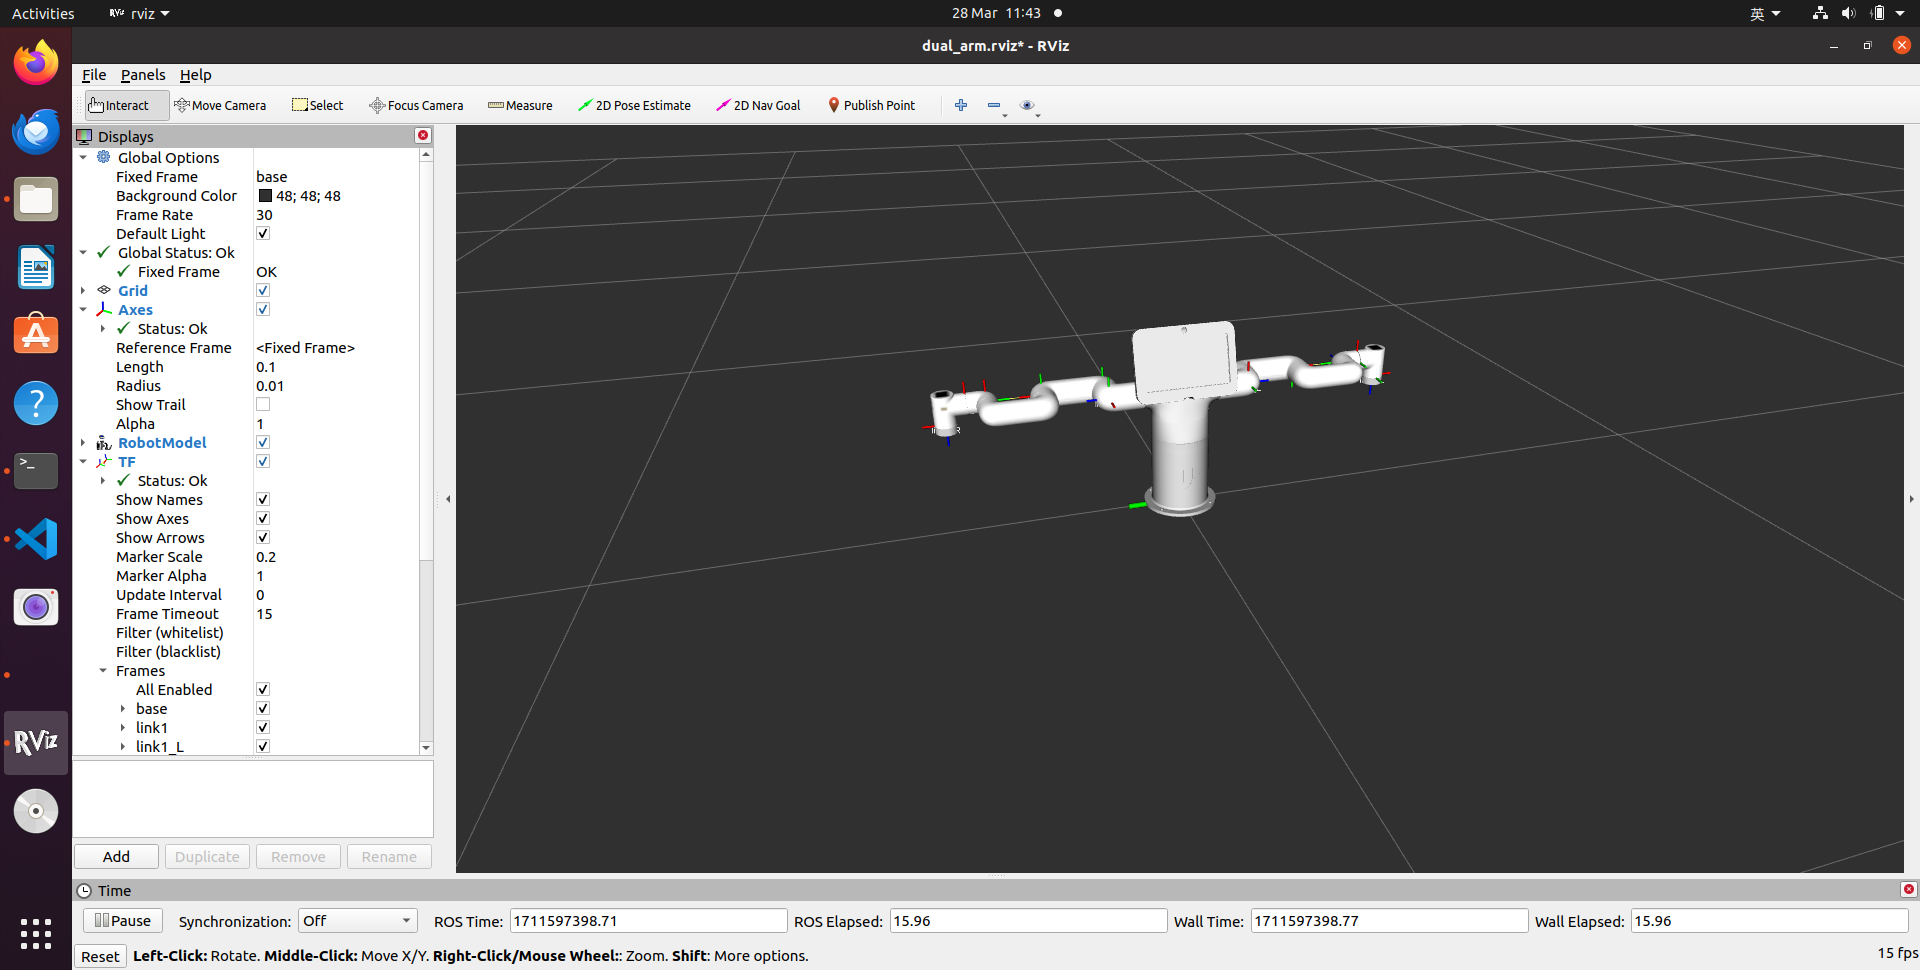 Activities
RViz rviz
28 Mar 11:43
英
dual_arm.rviz* - RViz
File Panels Help
Interact Move Camera Select Focus Camera Measure 2D Pose Estimate 2D Nav Goal Publish Point
Displays
Global Options
Fixed Frame base
Background Color 48; 48; 48
Frame Rate 30
Default Light
Global Status: Ok
Fixed Frame OK
Grid
Axes
Status: Ok
Reference Frame <Fixed Frame>
Length 0.1
Radius 0.01
Show Trail
Alpha 1
RobotModel
TF
Status: Ok
Show Names
Show Axes
Show Arrows
Marker Scale 0.2
Marker Alpha 1
Update Interval 0
Frame Timeout 15
Filter (whitelist)
Filter (blacklist)
Frames
All Enabled
base
link1
link1_L
RViz
Add Duplicate Remove Rename
Time
Pause Synchronization: Off ROS Time: 1711597398.71 ROS Elapsed: 15.96 Wall Time: 1711597398.77 Wall Elapsed: 15.96
Reset Left-Click: Rotate. Middle-Click: Move X/Y. Right-Click/Mouse Wheel:: Zoom. Shift: More options.
15 fps